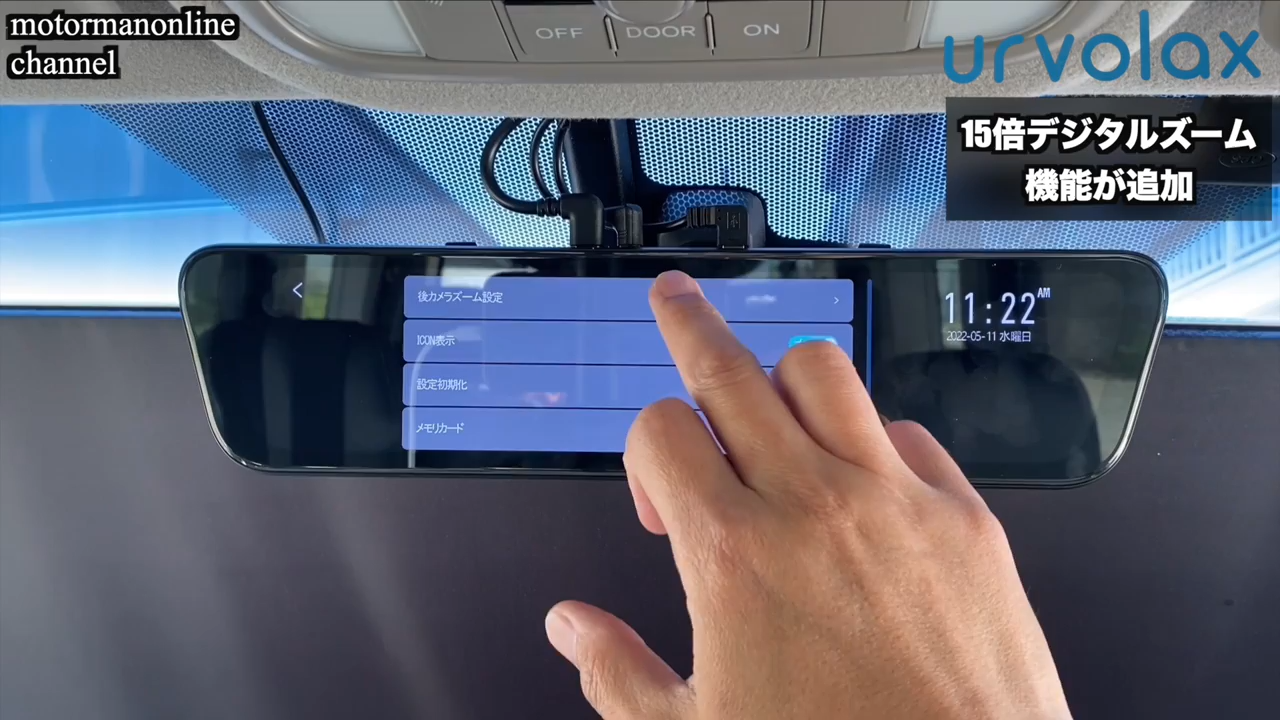 motormanonline
channel
OFF
DOOR
ON
urvolax
15倍デジタルズーム
機能が追加
後カメラズーム設定
ICON表示
設定初期化
メモリカード
11:22 AM
2022-05-11 水曜日